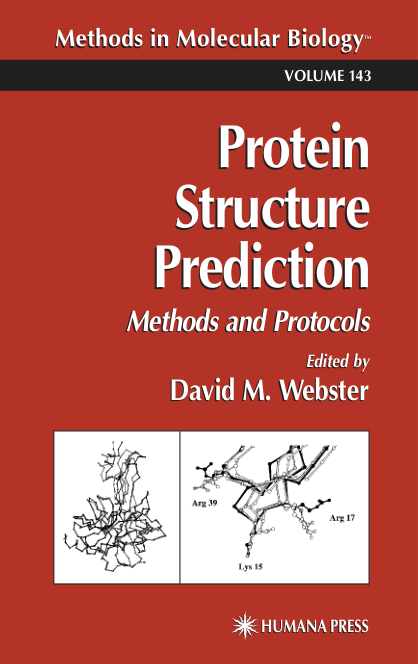 Methods in Molecular Biology™
VOLUME 143
Protein
Structure
Prediction
Methods and Protocols
Edited by
David M. Webster
Arg 39
Arg 17
Lys 15
HUMANA PRESS